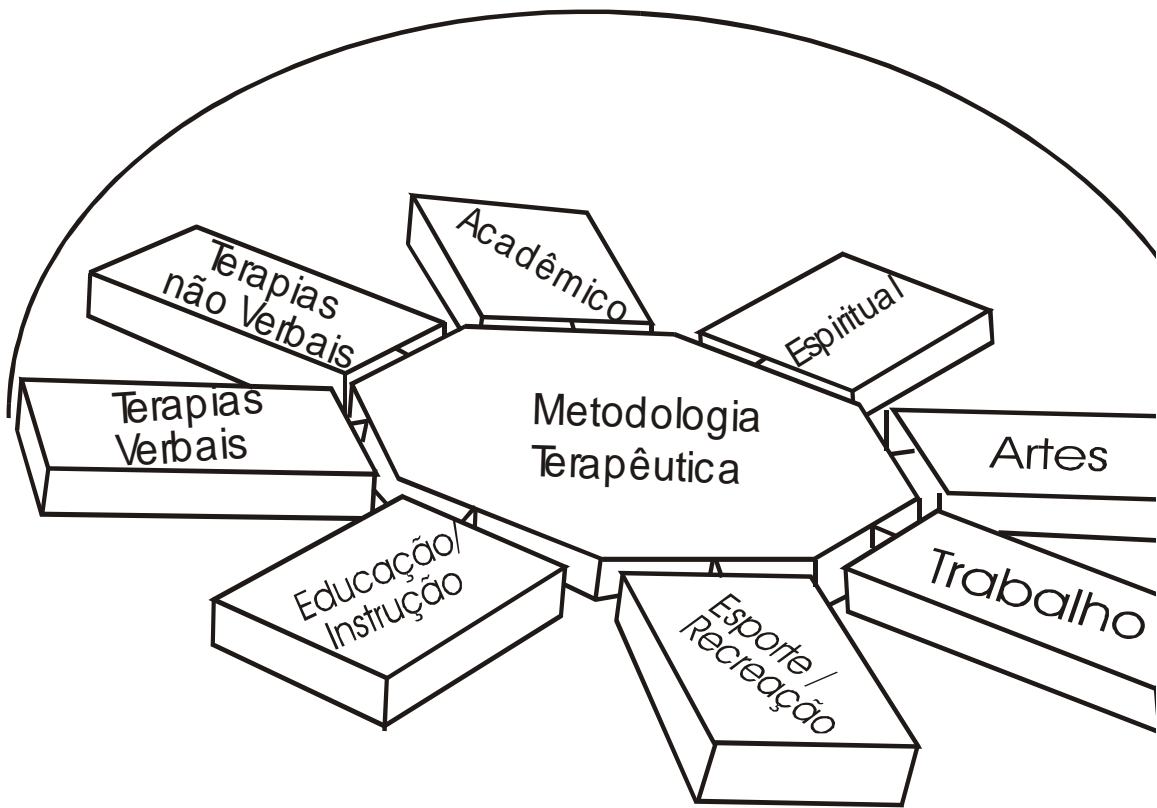 Acadêmico
Terapias
não Verbais
Espiritual
Terapias
Verbais
Metodologia
Terapêutica
Artes
Educação/
Instrução
Esporte /
Recreação
Trabalho